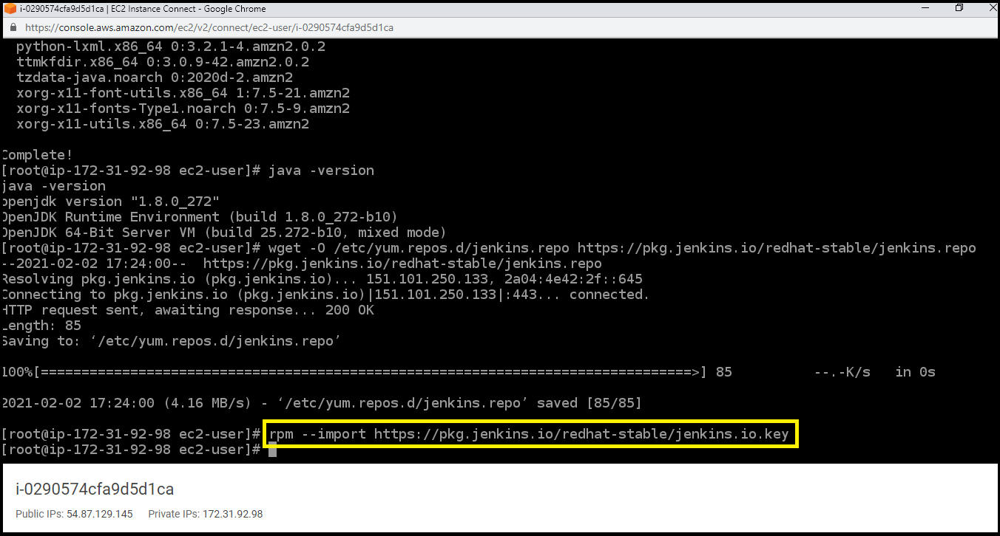 i-0290574cfa9d5d1ca | EC2 Instance Connect - Google Chrome
https://console.aws.amazon.com/ec2/v2/connect/ec2-user/i-0290574cfa9d5d1ca
python-lxml.x86_64 0:3.2.1-4.amzn2.0.2
ttmkfdir.x86_64 0:3.0.9-42.amzn2.0.2
tzdata-java.noarch 0:2020d-2.amzn2
xorg-x11-font-utils.x86_64 1:7.5-21.amzn2
xorg-x11-fonts-Type1.noarch 0:7.5-9.amzn2
xorg-x11-utils.x86_64 0:7.5-23.amzn2
Complete!
[root@ip-172-31-92-98 ec2-user]# java -version
java -version
openjdk version "1.8.0_272"
OpenJDK Runtime Environment (build 1.8.0_272-b10)
OpenJDK 64-Bit Server VM (build 25.272-b10, mixed mode)
[root@ip-172-31-92-98 ec2-user]# wget -O /etc/yum.repos.d/jenkins.repo https://pkg.jenkins.io/redhat-stable/jenkins.repo
--2021-02-02 17:24:00--  https://pkg.jenkins.io/redhat-stable/jenkins.repo
Resolving pkg.jenkins.io (pkg.jenkins.io)... 151.101.250.133, 2a04:4e42:2f::645
Connecting to pkg.jenkins.io (pkg.jenkins.io)|151.101.250.133|:443... connected.
HTTP request sent, awaiting response... 200 OK
Length: 85
Saving to: ‘/etc/yum.repos.d/jenkins.repo’
100%[================================================================================>] 85          --.-K/s   in 0s
2021-02-02 17:24:00 (4.16 MB/s) - ‘/etc/yum.repos.d/jenkins.repo’ saved [85/85]
[root@ip-172-31-92-98 ec2-user]# rpm --import https://pkg.jenkins.io/redhat-stable/jenkins.io.key
[root@ip-172-31-92-98 ec2-user]#
i-0290574cfa9d5d1ca
Public IPs: 54.87.129.145 Private IPs: 172.31.92.98